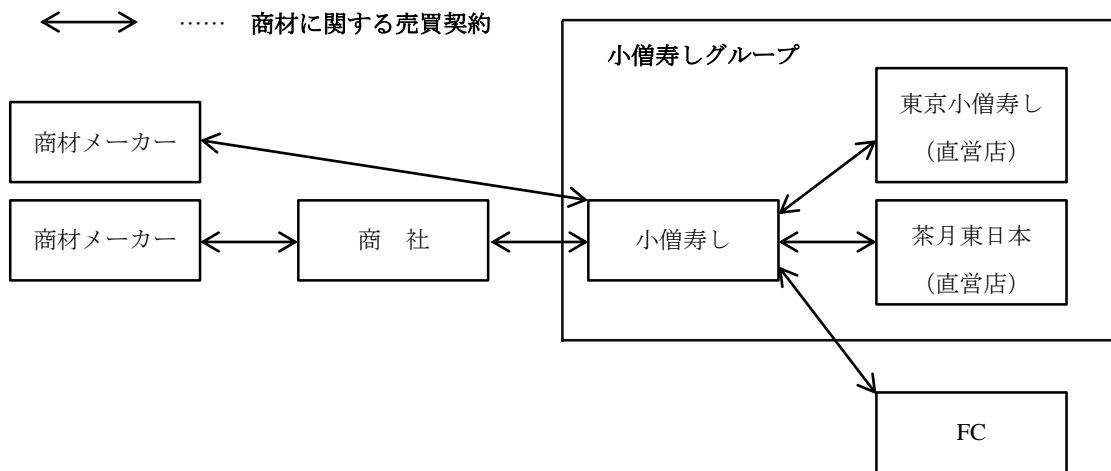 …… 商材に関する売買契約
小僧寿しグループ
東京小僧寿し
（直営店）
商材メーカー
商材メーカー
商　社
小僧寿し
茶月東日本
（直営店）
FC